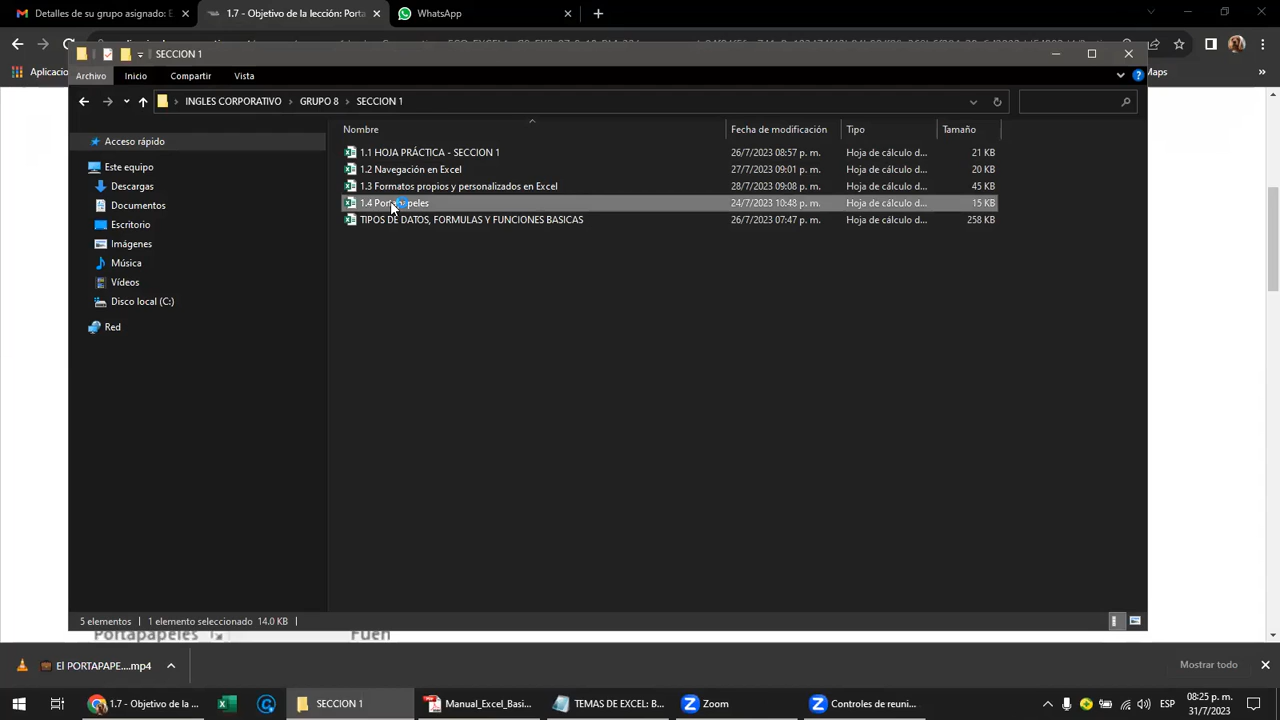 Detalles de su grupo asignado: E
1.7 - Objetivo de la lección: Porta
WhatsApp
SECCION 1
Aplicacio
Maps
Archivo Inicio Compartir Vista
INGLES CORPORATIVO > GRUPO 8 > SECCION 1
Nombre Fecha de modificación Tipo Tamaño
Acceso rápido
Este equipo
Descargas
Documentos
Escritorio
Imágenes
Música
Vídeos
Disco local (C:)
Red
1.1 HOJA PRÁCTICA - SECCION 1 26/7/2023 08:57 p. m. Hoja de cálculo d... 21 KB
1.2 Navegación en Excel 27/7/2023 09:01 p. m. Hoja de cálculo d... 20 KB
1.3 Formatos propios y personalizados en Excel 28/7/2023 09:08 p. m. Hoja de cálculo d... 45 KB
1.4 Portapapeles 24/7/2023 10:48 p. m. Hoja de cálculo d... 15 KB
TIPOS DE DATOS, FORMULAS Y FUNCIONES BASICAS 26/7/2023 07:47 p. m. Hoja de cálculo d... 258 KB
5 elementos 1 elemento seleccionado 14.0 KB
Portapapeles Fuen
El PORTAPAPE....mp4
Mostrar todo
1.7 - Objetivo de la ...
SECCION 1
Manual_Excel_Basi...
TEMAS DE EXCEL: B...
Zoom
Controles de reuni...
ESP
08:25 p. m.
31/7/2023